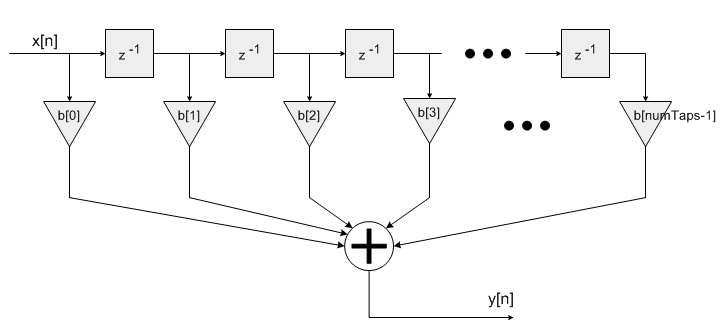 x[n]
z -1
z -1
z -1
z -1
b[0]
b[1]
b[2]
b[3]
b[numTaps-1]
y[n]